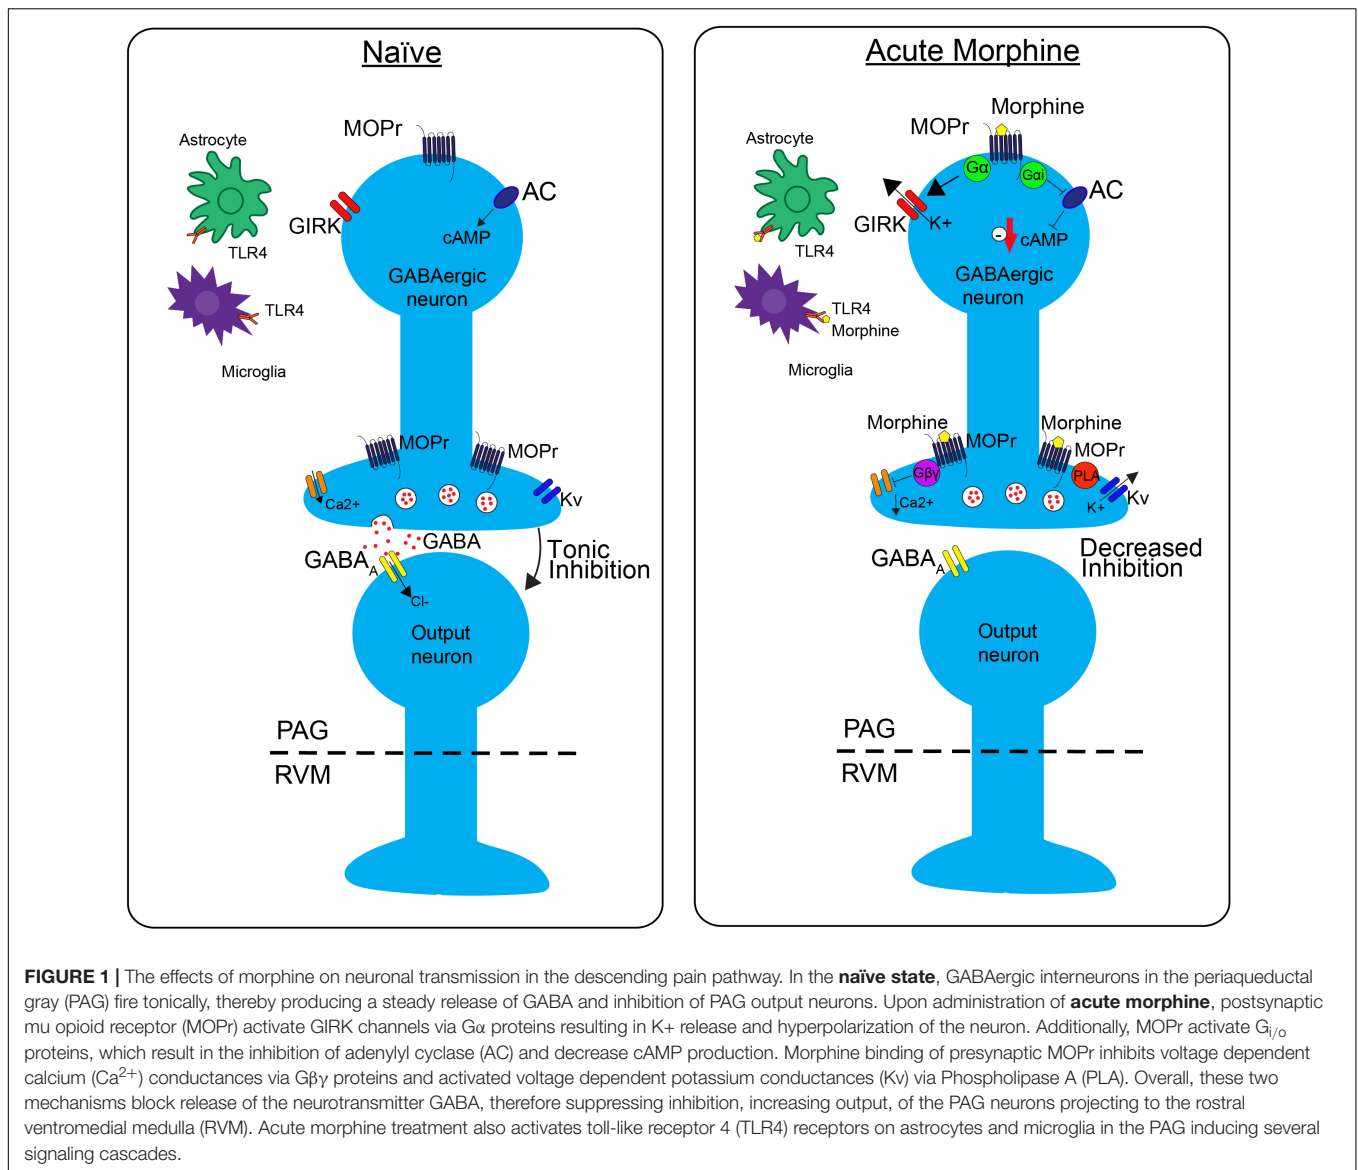 Naïve
MOPr
Astrocyte
TLR4
GIRK
AC
cAMP
GABAergic
neuron
TLR4
Microglia
MOPr
MOPr
Ca2+
Kv
GABA
GABAA
Tonic
Inhibition
Cl-
Output
neuron
PAG
RVM
Acute Morphine
Morphine
MOPr
Astrocyte
Gα
Gαi
AC
GIRK
K+
-
cAMP
TLR4
GABAergic
neuron
TLR4
Morphine
Microglia
Morphine
MOPr
Morphine
MOPr
Gβγ
PLA
Ca2+
K+
Kv
GABAA
Decreased
Inhibition
Output
neuron
PAG
RVM
FIGURE 1 | The effects of morphine on neuronal transmission in the descending pain pathway. In the naïve state, GABAergic interneurons in the periaqueductal
gray (PAG) fire tonically, thereby producing a steady release of GABA and inhibition of PAG output neurons. Upon administration of acute morphine, postsynaptic
mu opioid receptor (MOPr) activate GIRK channels via Gα proteins resulting in K+ release and hyperpolarization of the neuron. Additionally, MOPr activate Gi/o
proteins, which result in the inhibition of adenylyl cyclase (AC) and decrease cAMP production. Morphine binding of presynaptic MOPr inhibits voltage dependent
calcium (Ca2+) conductances via Gβγ proteins and activated voltage dependent potassium conductances (Kv) via Phospholipase A (PLA). Overall, these two
mechanisms block release of the neurotransmitter GABA, therefore suppressing inhibition, increasing output, of the PAG neurons projecting to the rostral
ventromedial medulla (RVM). Acute morphine treatment also activates toll-like receptor 4 (TLR4) receptors on astrocytes and microglia in the PAG inducing several
signaling cascades.